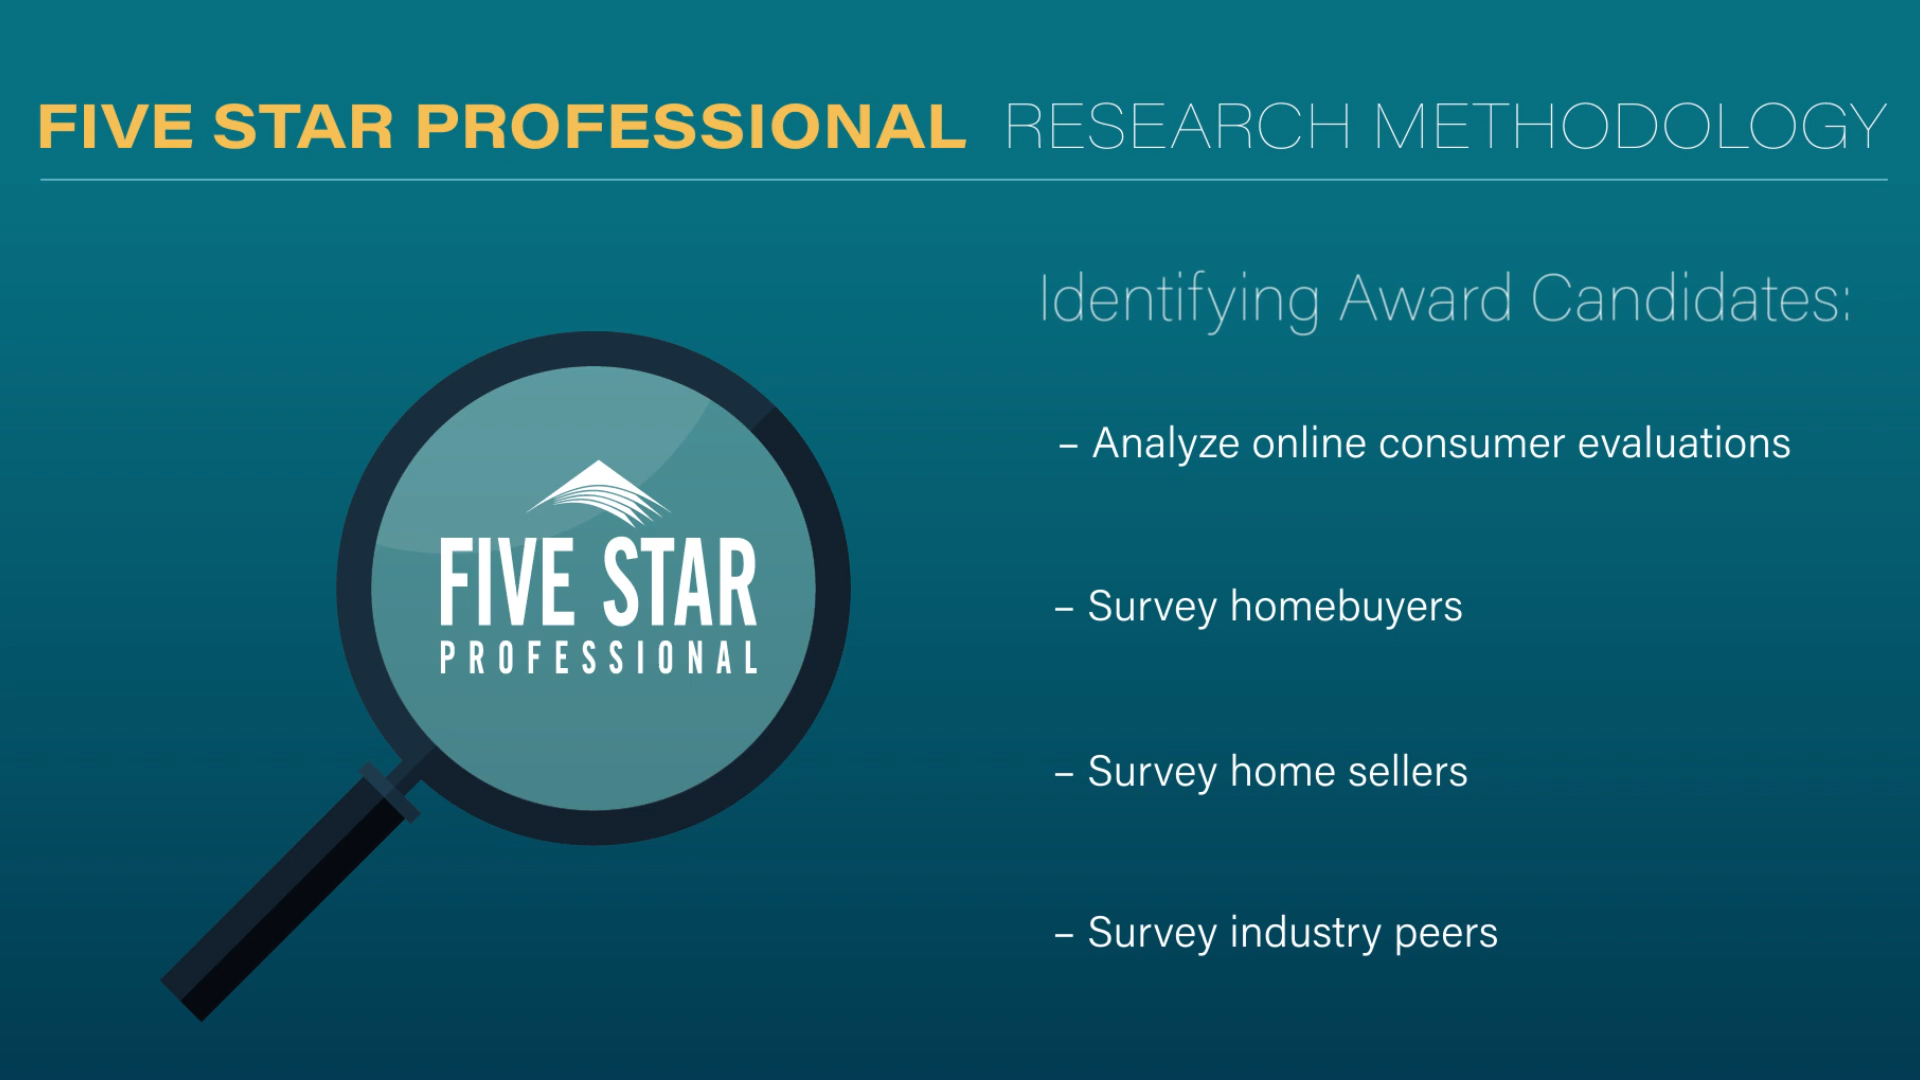 FIVE STAR PROFESSIONAL RESEARCH METHODOLOGY
Identifying Award Candidates:
– Analyze online consumer evaluations
– Survey homebuyers
– Survey home sellers
– Survey industry peers
FIVE STAR
PROFESSIONAL